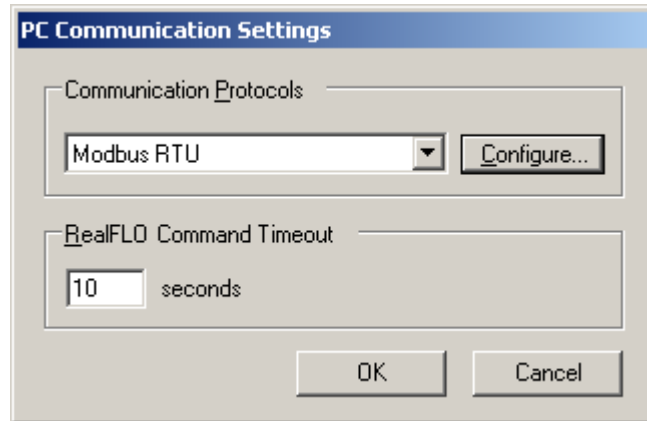 PC Communication Settings
Communication Protocols
Modbus RTU
Configure...
RealFLO Command Timeout
10 seconds
OK Cancel